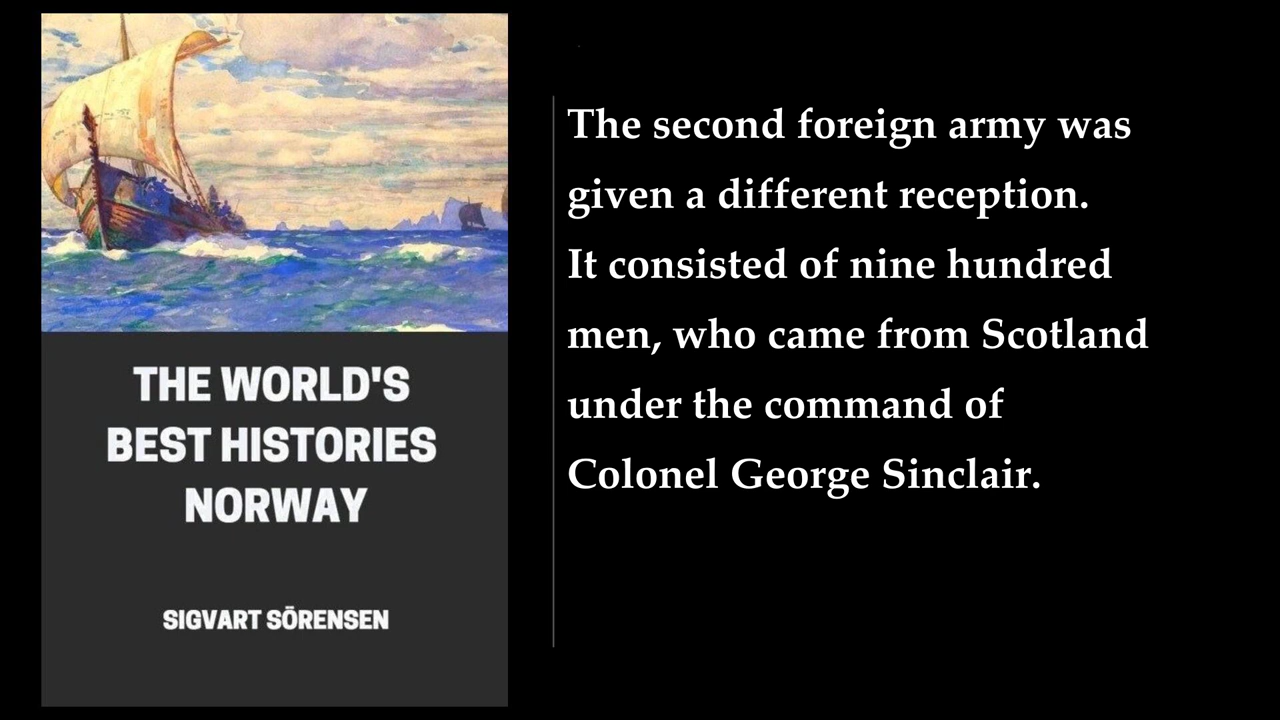 THE WORLD'S
BEST HISTORIES
NORWAY
SIGVART SÖRENSEN
The second foreign army was
given a different reception.
It consisted of nine hundred
men, who came from Scotland
under the command of
Colonel George Sinclair.